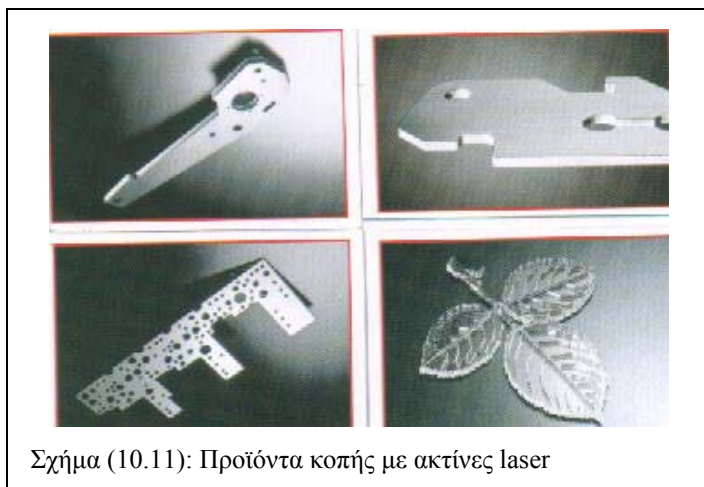 Σχήμα (10.11): Προϊόντα κοπής με ακτίνες laser